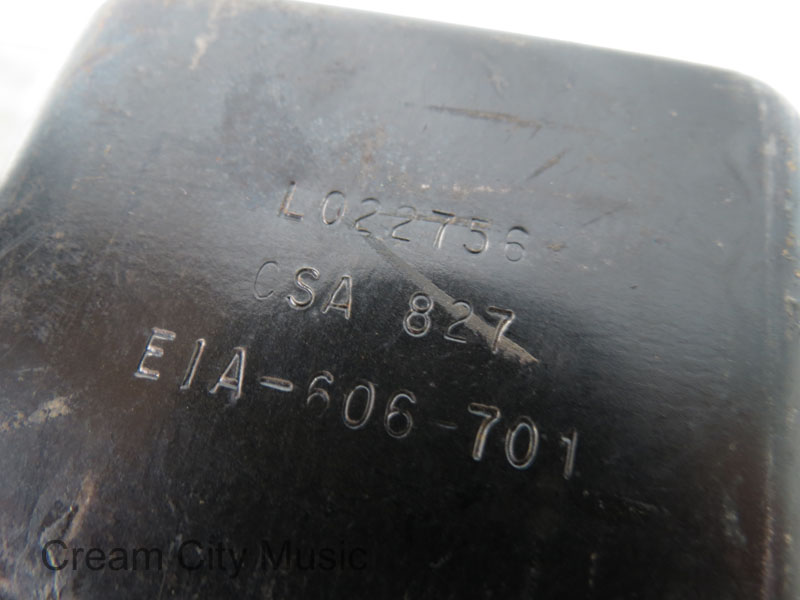 L022756
CSA 827
EIA-606-701
Cream City Music